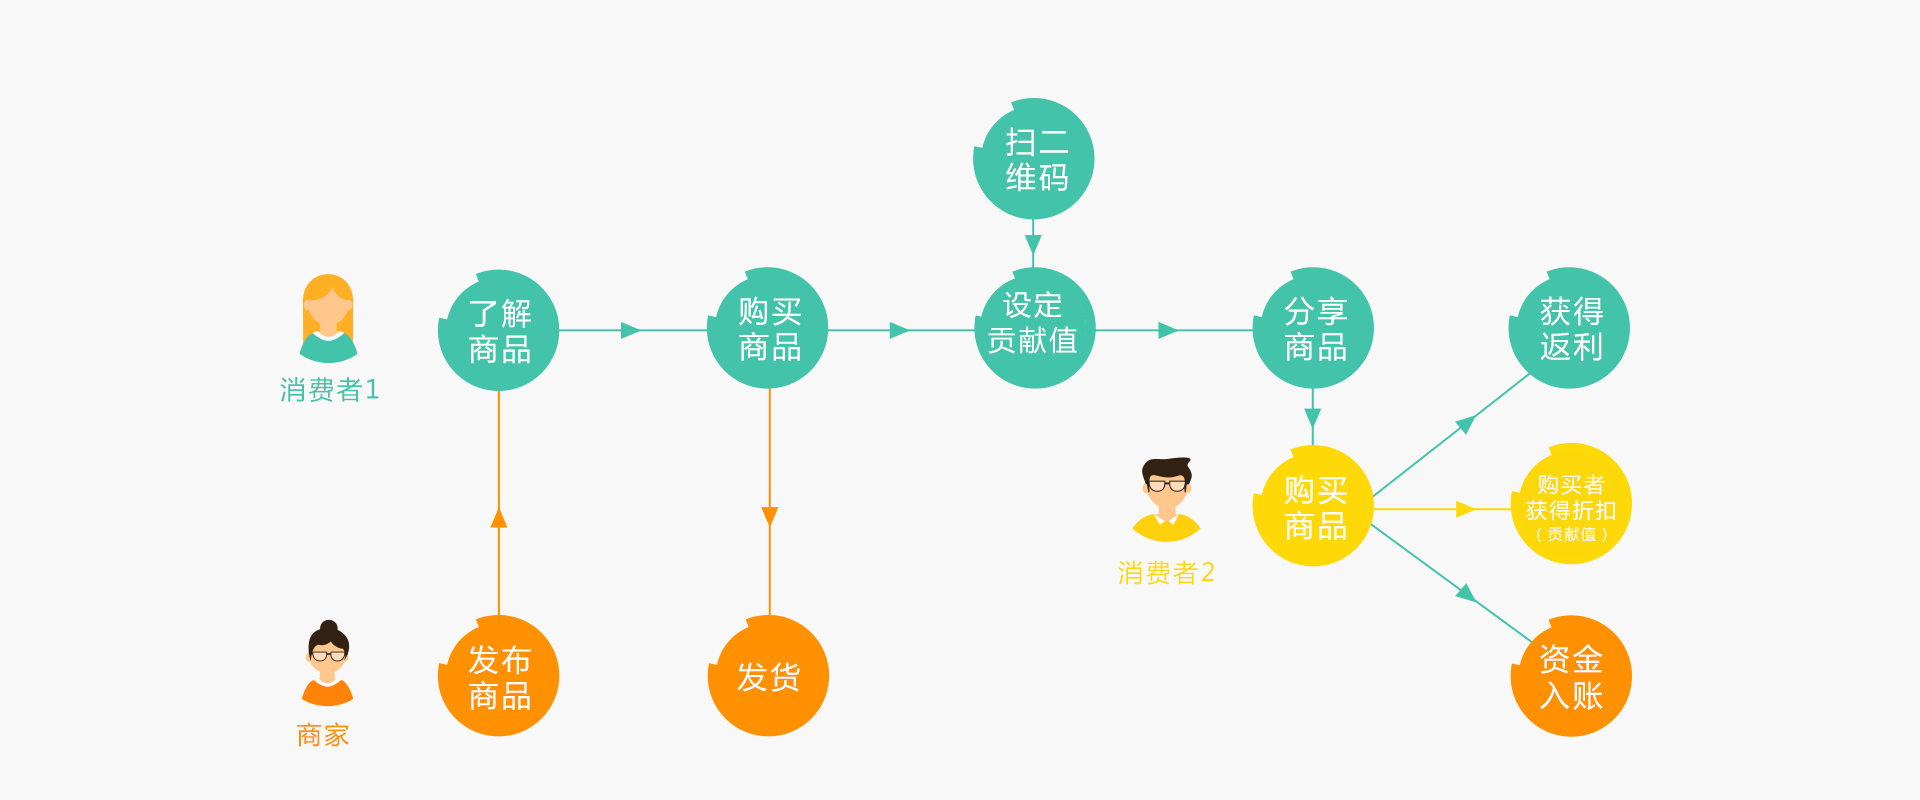 扫二
维码
了解
商品
购买
商品
设定
贡献值
分享
商品
获得
返利
消费者1
购买
商品
购买者
获得折扣
（贡献值）
消费者2
发布
商品
发货
资金
入账
商家